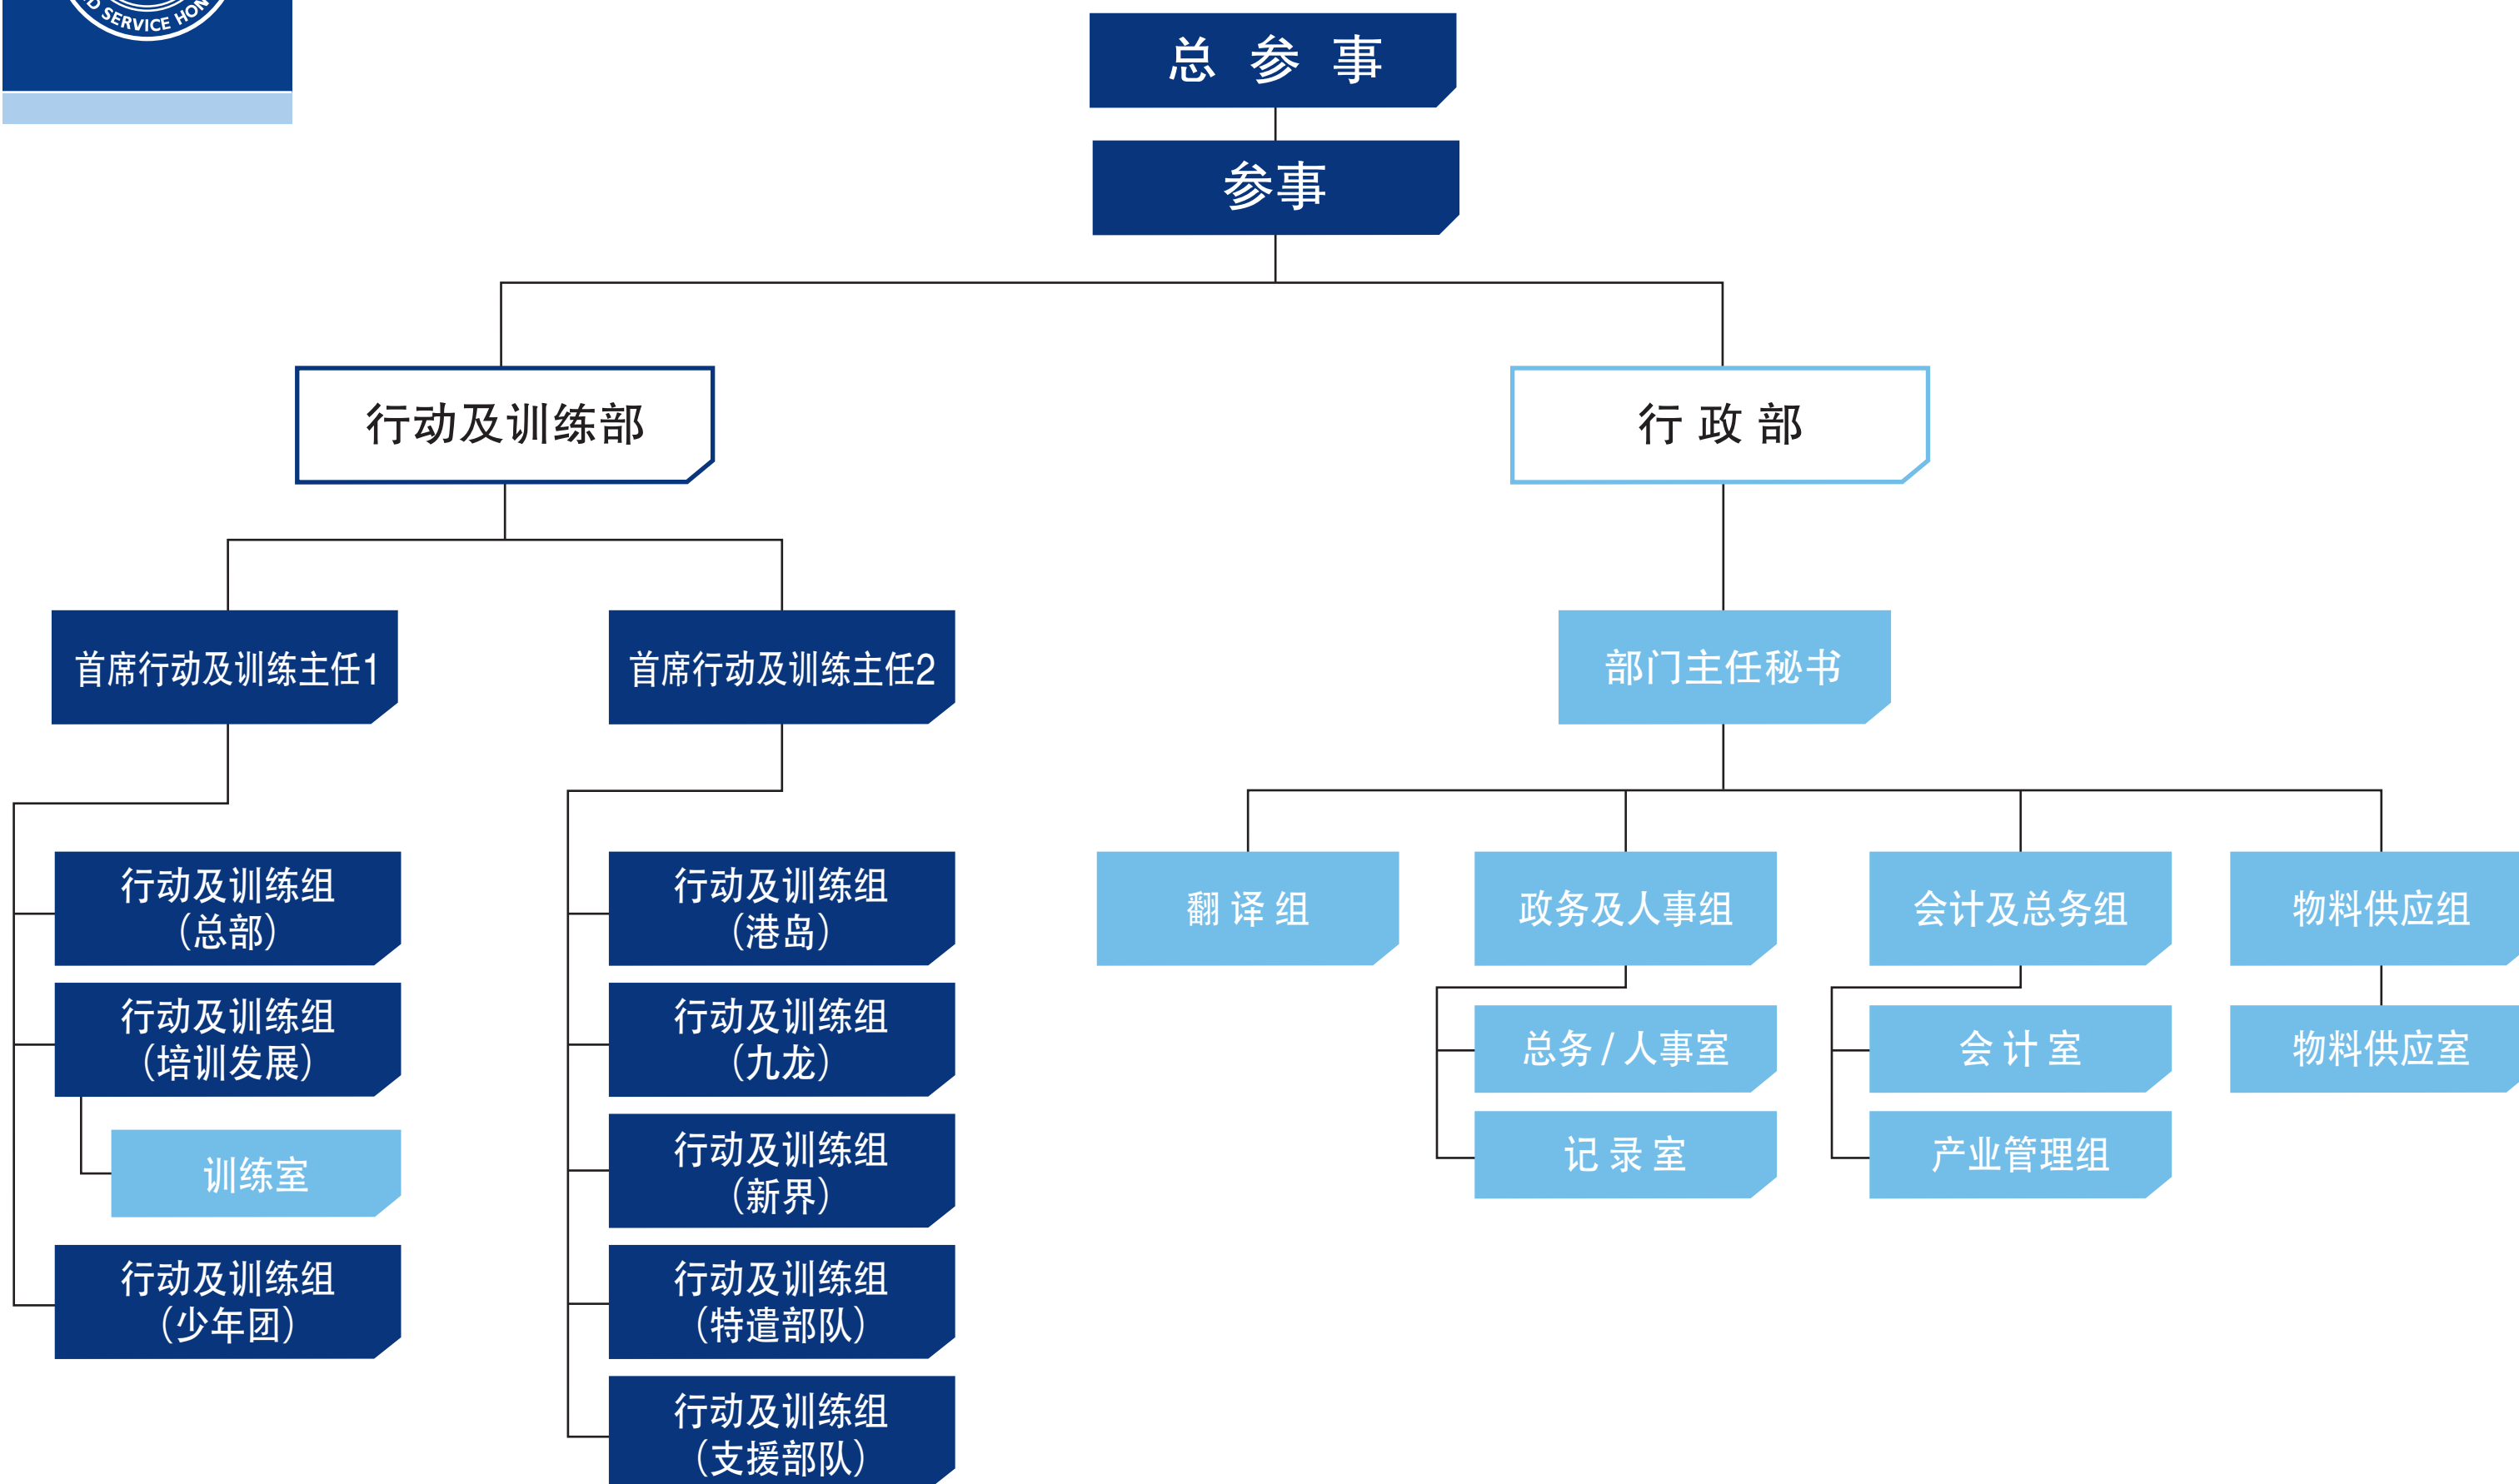 SERVICE
总 参 事
参事
行动及训练部
行 政 部
首席行动及训练主任1
首席行动及训练主任2
部门主任秘书
行动及训练组
(总部)
行动及训练组
(培训发展)
训练室
行动及训练组
(少年团)
行动及训练组
(港岛)
行动及训练组
(九龙)
行动及训练组
(新界)
行动及训练组
(特遣部队)
行动及训练组
(支援部队)
翻 译 组
政务及人事组
总务/人事室
记 录 室
会计及总务组
会 计 室
产业管理组
物料供应组
物料供应室